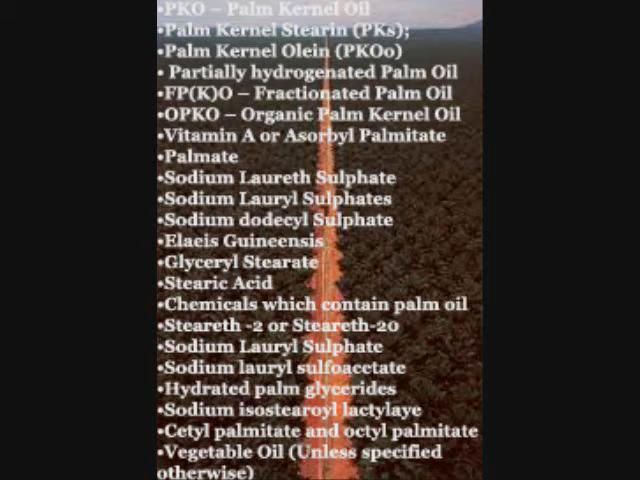 •PKO – Palm Kernel Oil
•Palm Kernel Stearin (PKs);
•Palm Kernel Olein (PKOo)
• Partially hydrogenated Palm Oil
•FP(K)O – Fractionated Palm Oil
•OPKO – Organic Palm Kernel Oil
•Vitamin A or Asorbyl Palmitate
•Palmate
•Sodium Laureth Sulphate
•Sodium Lauryl Sulphates
•Sodium dodecyl Sulphate
•Elaeis Guineensis
•Glyceryl Stearate
•Stearic Acid
•Chemicals which contain palm oil
•Steareth -2 or Steareth-20
•Sodium Lauryl Sulphate
•Sodium lauryl sulfoacetate
•Hydrated palm glycerides
•Sodium isostearoyl lactylaye
•Cetyl palmitate and octyl palmitate
•Vegetable Oil (Unless specified
otherwise)